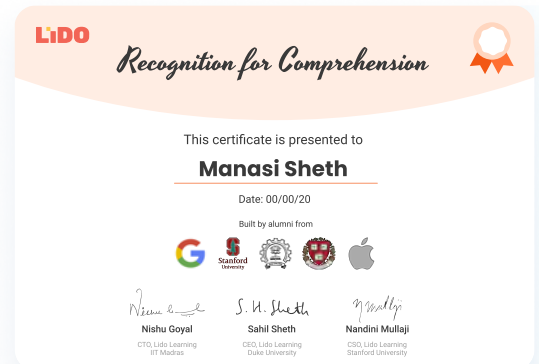 LiDO
Recognition for Comprehension
This certificate is presented to
Manasi Sheth
Date: 00/00/20
Built by alumni from
Stanford
University
S. H. Sheth
Nishu Goyal
Sahil Sheth
Nandini Mullaji
CTO, Lido Learning
CEO, Lido Learning
CSO, Lido Learning
IIT Madras
Duke University
Stanford University